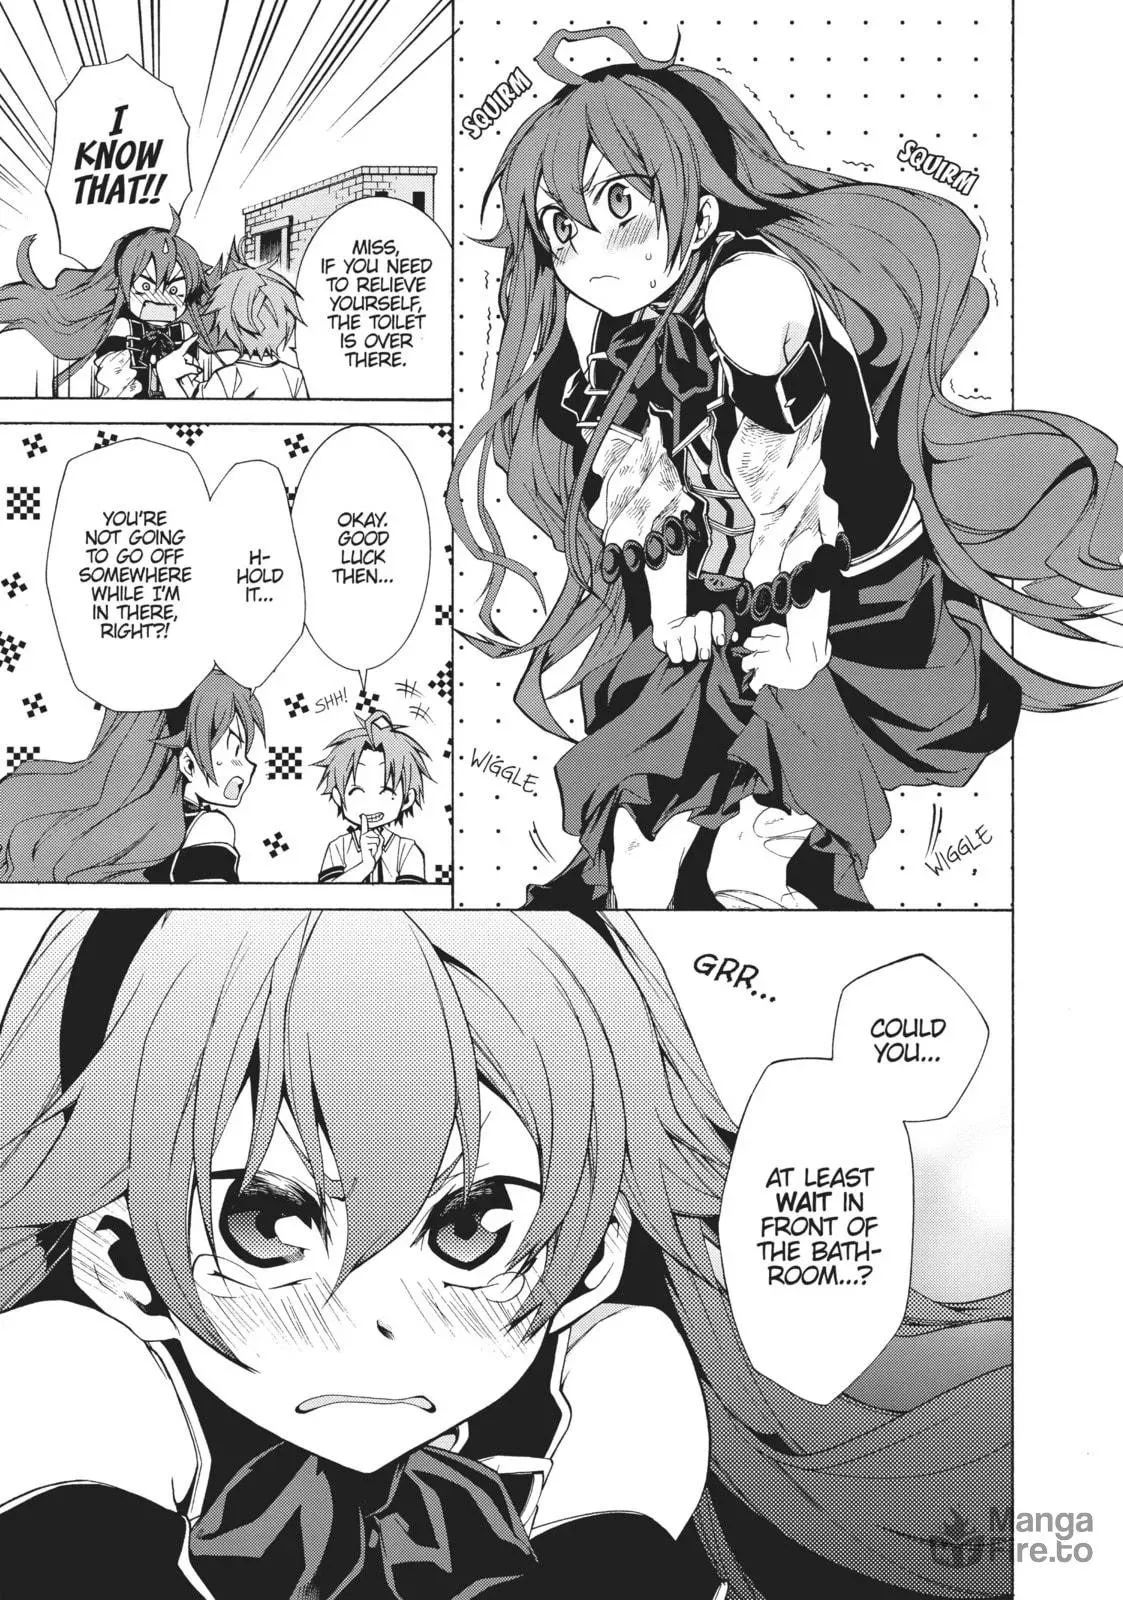 SQUIRM
SQUIRM
WIGGLE
WIGGLE
MISS,
IF YOU NEED
TO RELIEVE
YOURSELF,
THE TOILET
IS OVER
THERE.
I
KNOW
THAT!!
OKAY.
GOOD
LUCK
THEN...
SHH!
H-
HOLD
IT...
YOU'RE
NOT GOING
TO GO OFF
SOMEWHERE
WHILE I'M
IN THERE,
RIGHT?!
GRR...
COULD
YOU...
AT LEAST
WAIT IN
FRONT OF
THE BATH-
ROOM...?
Manga
Fire.to